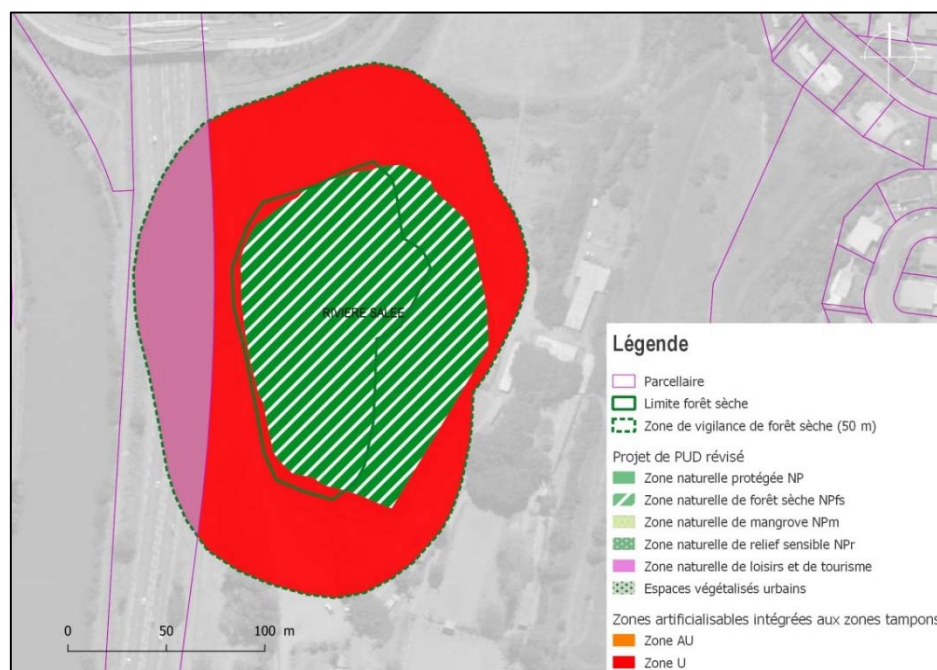 RIVIERE SALEE
Légende
Parcellaire
Limite forêt sèche
Zone de vigilance de forêt sèche (50 m)
Projet de PUD révisé
Zone naturelle protégée NP
Zone naturelle de forêt sèche NPfs
Zone naturelle de mangrove NPm
Zone naturelle de relief sensible NPr
Zone naturelle de loisirs et de tourisme
Espaces végétalisés urbains
Zones artificialisables intégrées aux zones tampons
Zone AU
Zone U
0 50 100 m